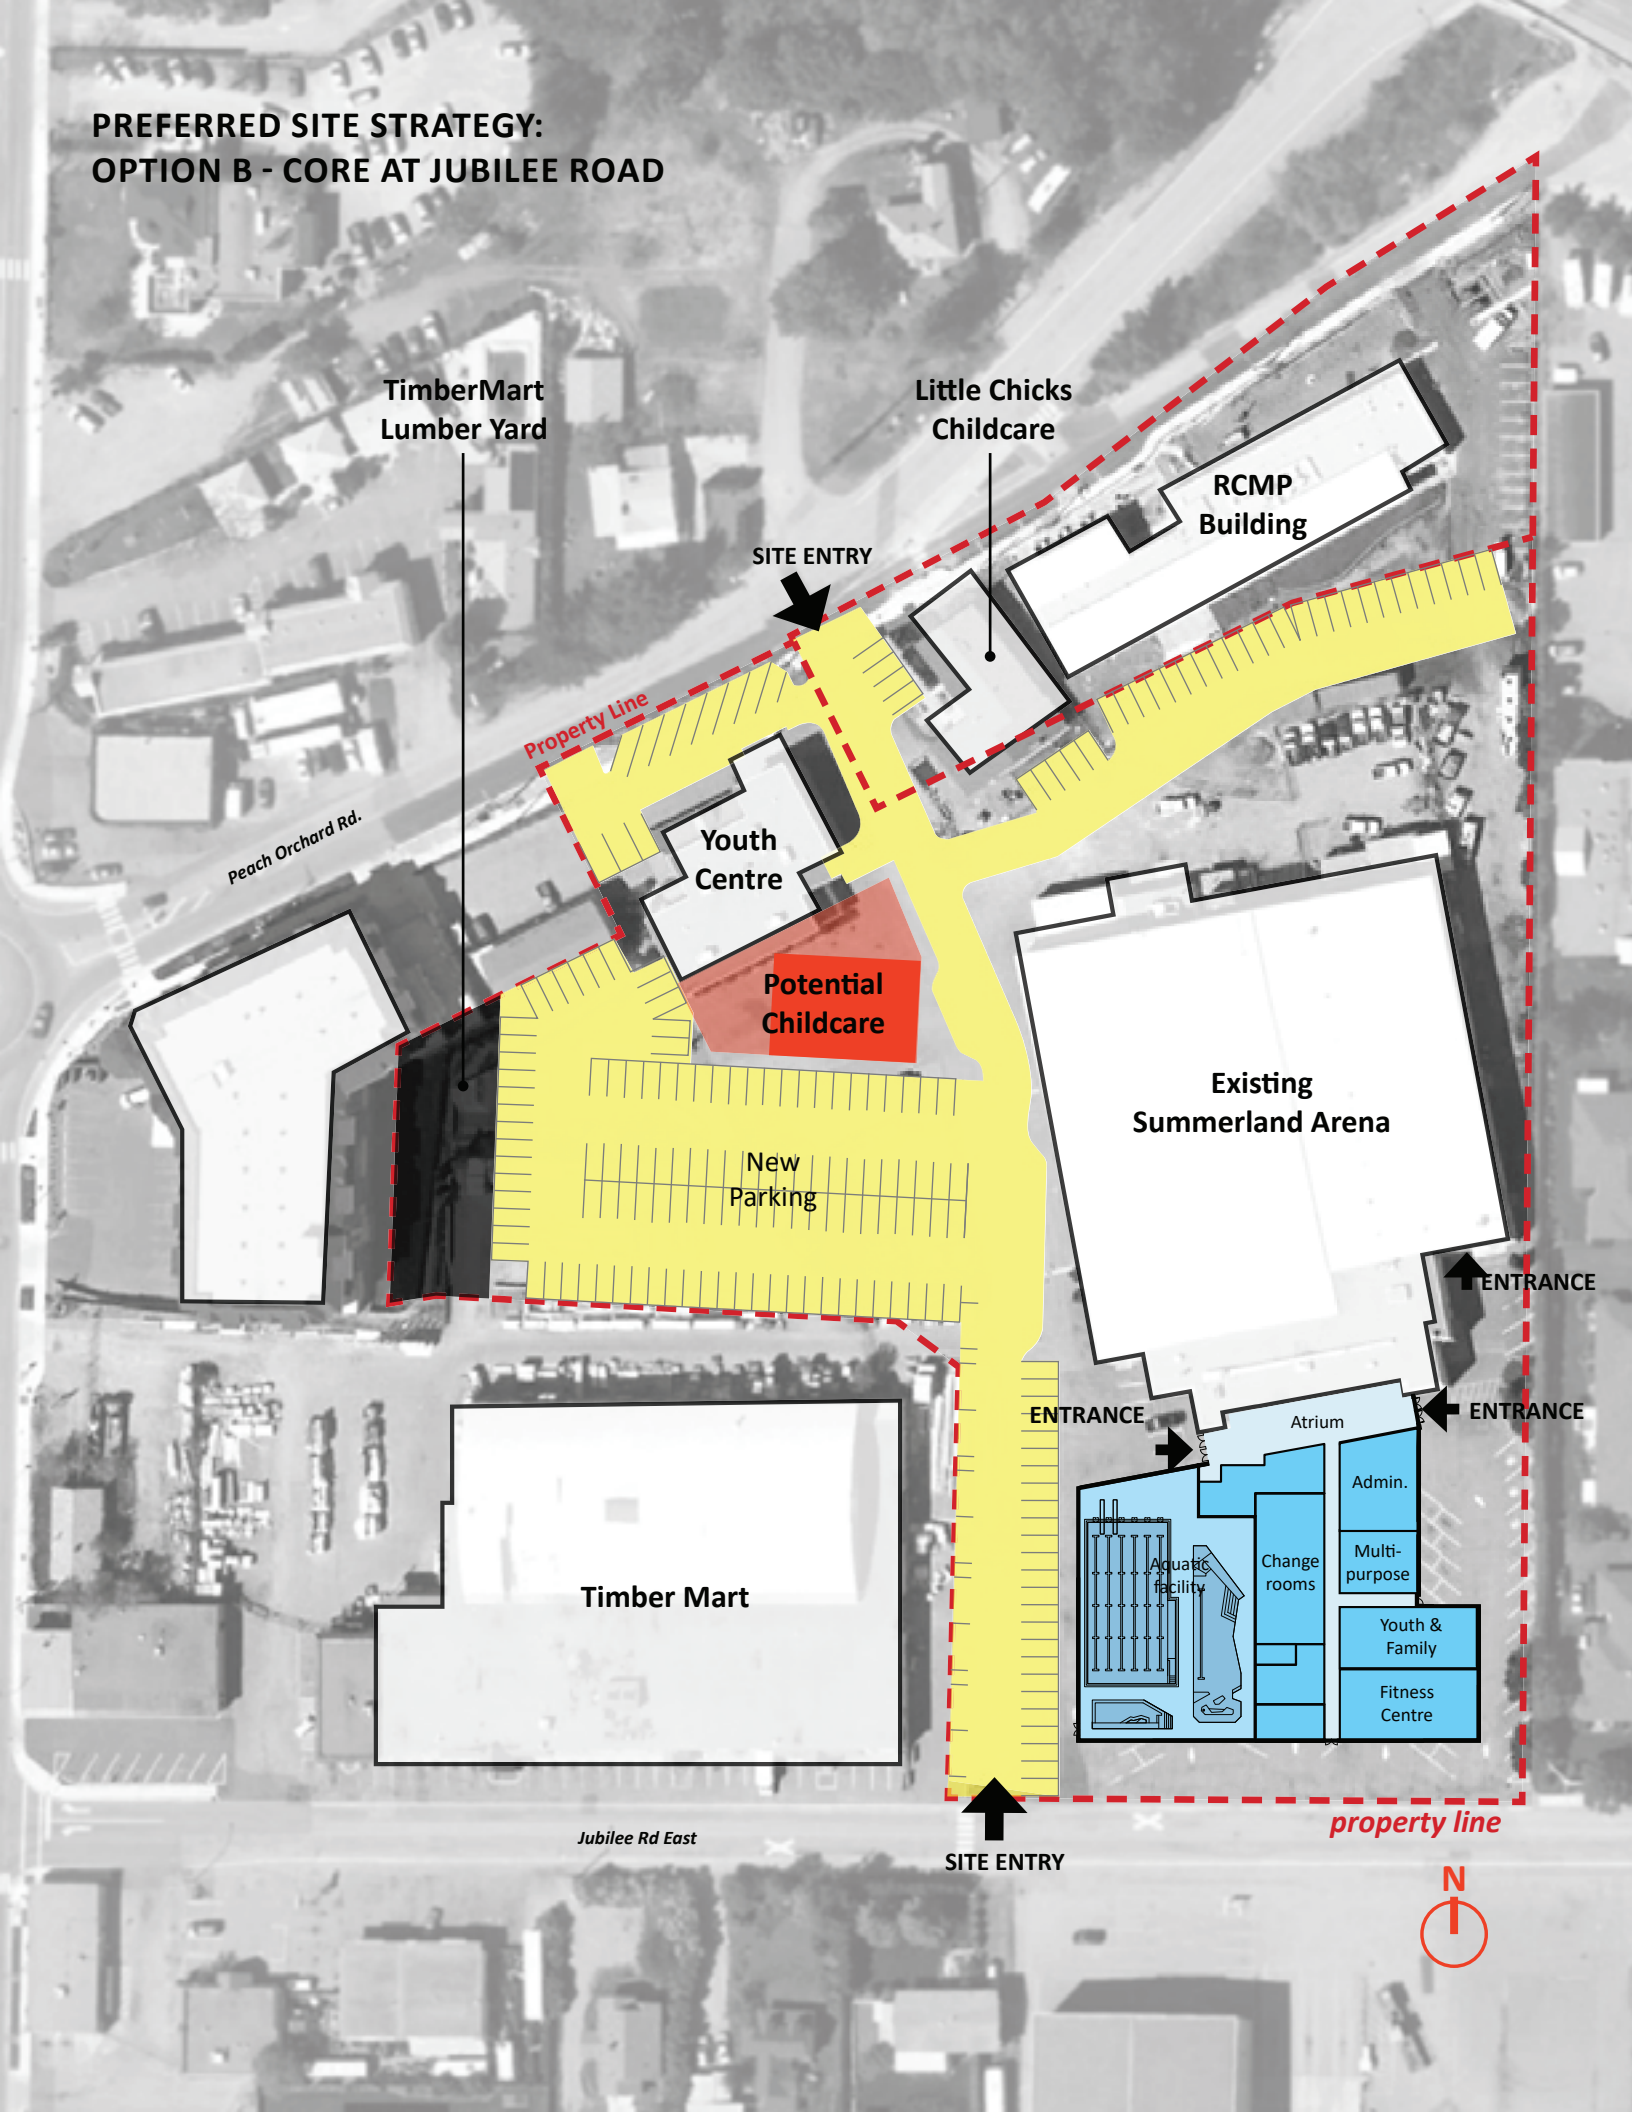 PREFERRED SITE STRATEGY:
OPTION B - CORE AT JUBILEE ROAD
TimberMart
Lumber Yard
Little Chicks
Childcare
RCMP
Building
SITE ENTRY
Property Line
Peach Orchard Rd.
Youth
Centre
Potential
Childcare
Existing
Summerland Arena
New
Parking
ENTRANCE
ENTRANCE
ENTRANCE
Atrium
Admin.
Multi-
purpose
Change
rooms
Aquatic
facility
Youth &
Family
Fitness
Centre
Timber Mart
property line
Jubilee Rd East
SITE ENTRY
N